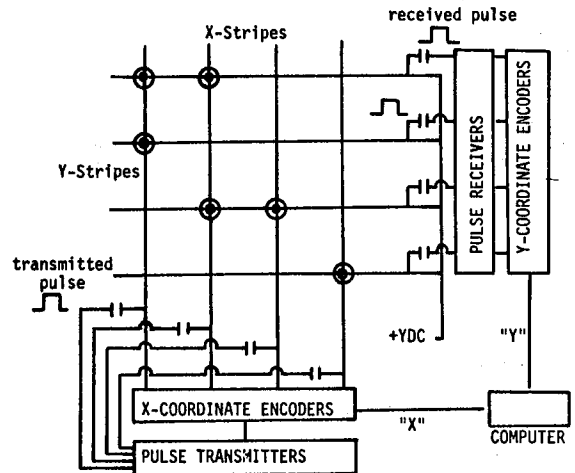 received pulse
X-Stripes
Y-Stripes
PULSE RECEIVERS
Y-COORDINATE ENCODERS
transmitted
pulse
+YDC
"Y"
X-COORDINATE ENCODERS
"X"
COMPUTER
PULSE TRANSMITTERS